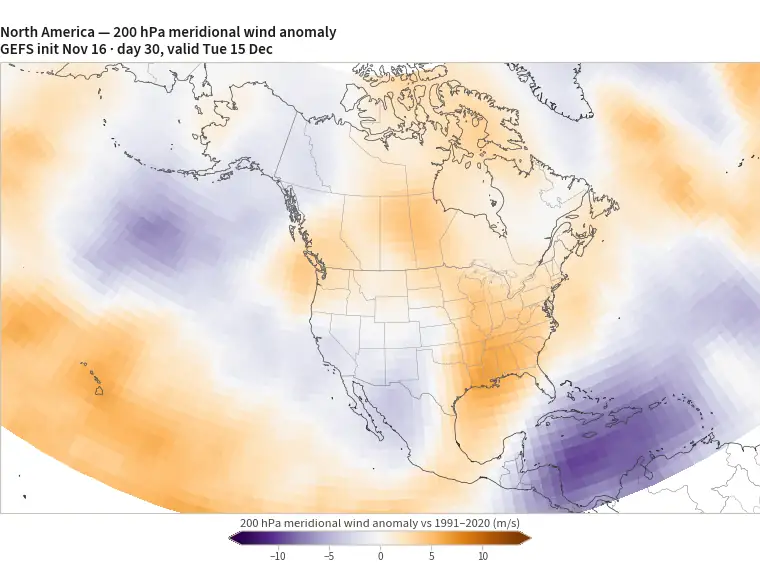 North America — 200 hPa meridional wind anomaly
GEFS init Nov 16 · day 30, valid Tue 15 Dec
200 hPa meridional wind anomaly vs 1991–2020 (m/s)
−10 −5 0 5 10